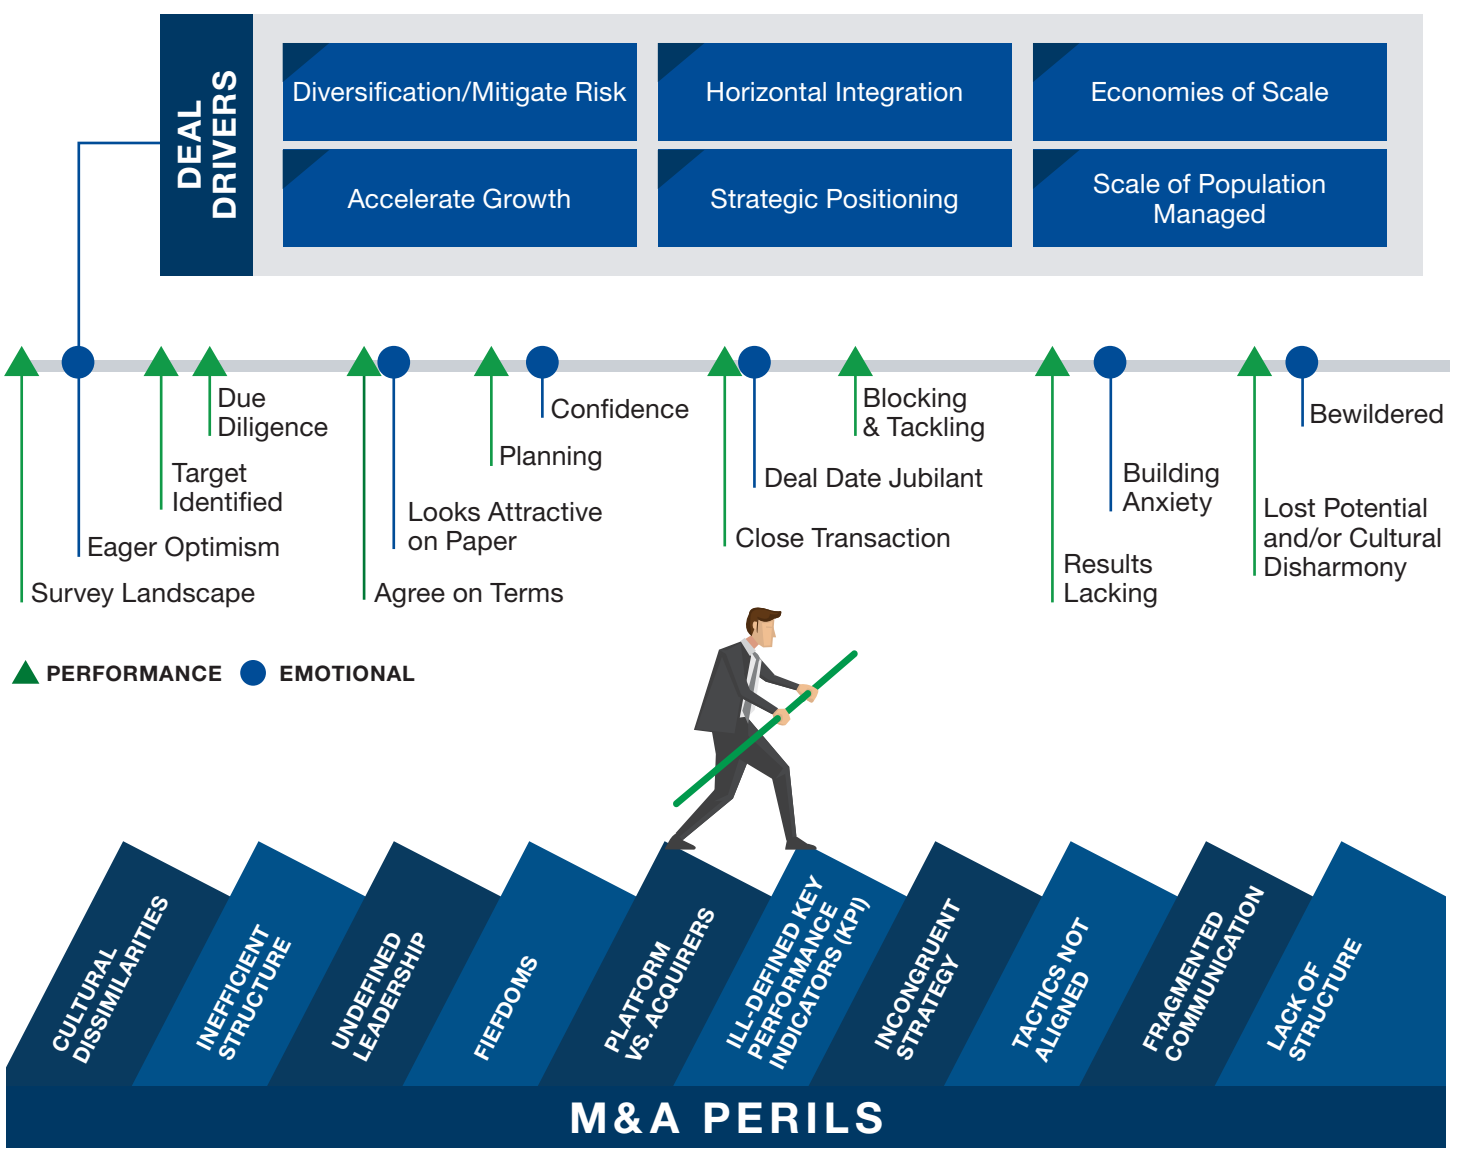 DEAL
DRIVERS
Diversification/Mitigate Risk
Horizontal Integration
Economies of Scale
Accelerate Growth
Strategic Positioning
Scale of Population
Managed
Survey Landscape
Eager Optimism
Target
Identified
Due
Diligence
Agree on Terms
Looks Attractive
on Paper
Planning
Confidence
Close Transaction
Deal Date Jubilant
Blocking
& Tackling
Results
Lacking
Building
Anxiety
Lost Potential
and/or Cultural
Disharmony
Bewildered
PERFORMANCE
EMOTIONAL
CULTURAL
DISSIMILARITIES
INEFFICIENT
STRUCTURE
UNDEFINED
LEADERSHIP
FIEFDOMS
PLATFORM
VS. ACQUIRERS
ILL-DEFINED KEY
PERFORMANCE
INDICATORS (KPI)
INCONGRUENT
STRATEGY
TACTICS NOT
ALIGNED
FRAGMENTED
COMMUNICATION
LACK OF
STRUCTURE
M&A PERILS